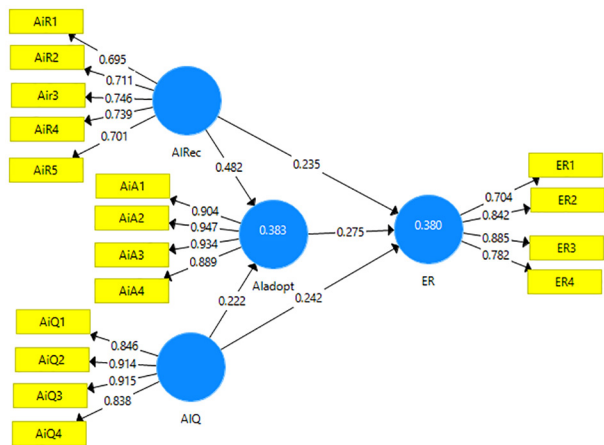 AiR1
AiR2
Air3
AiR4
AiR5
0.695
0.711
0.746
0.739
0.701
AIRec
0.482
0.235
AiA1
AiA2
AiA3
AiA4
0.904
0.947
0.934
0.889
0.383
AIadopt
0.275
0.380
ER
0.704
0.842
0.885
0.782
ER1
ER2
ER3
ER4
0.222
0.242
AiQ1
AiQ2
AiQ3
AiQ4
0.846
0.914
0.915
0.838
AIQ